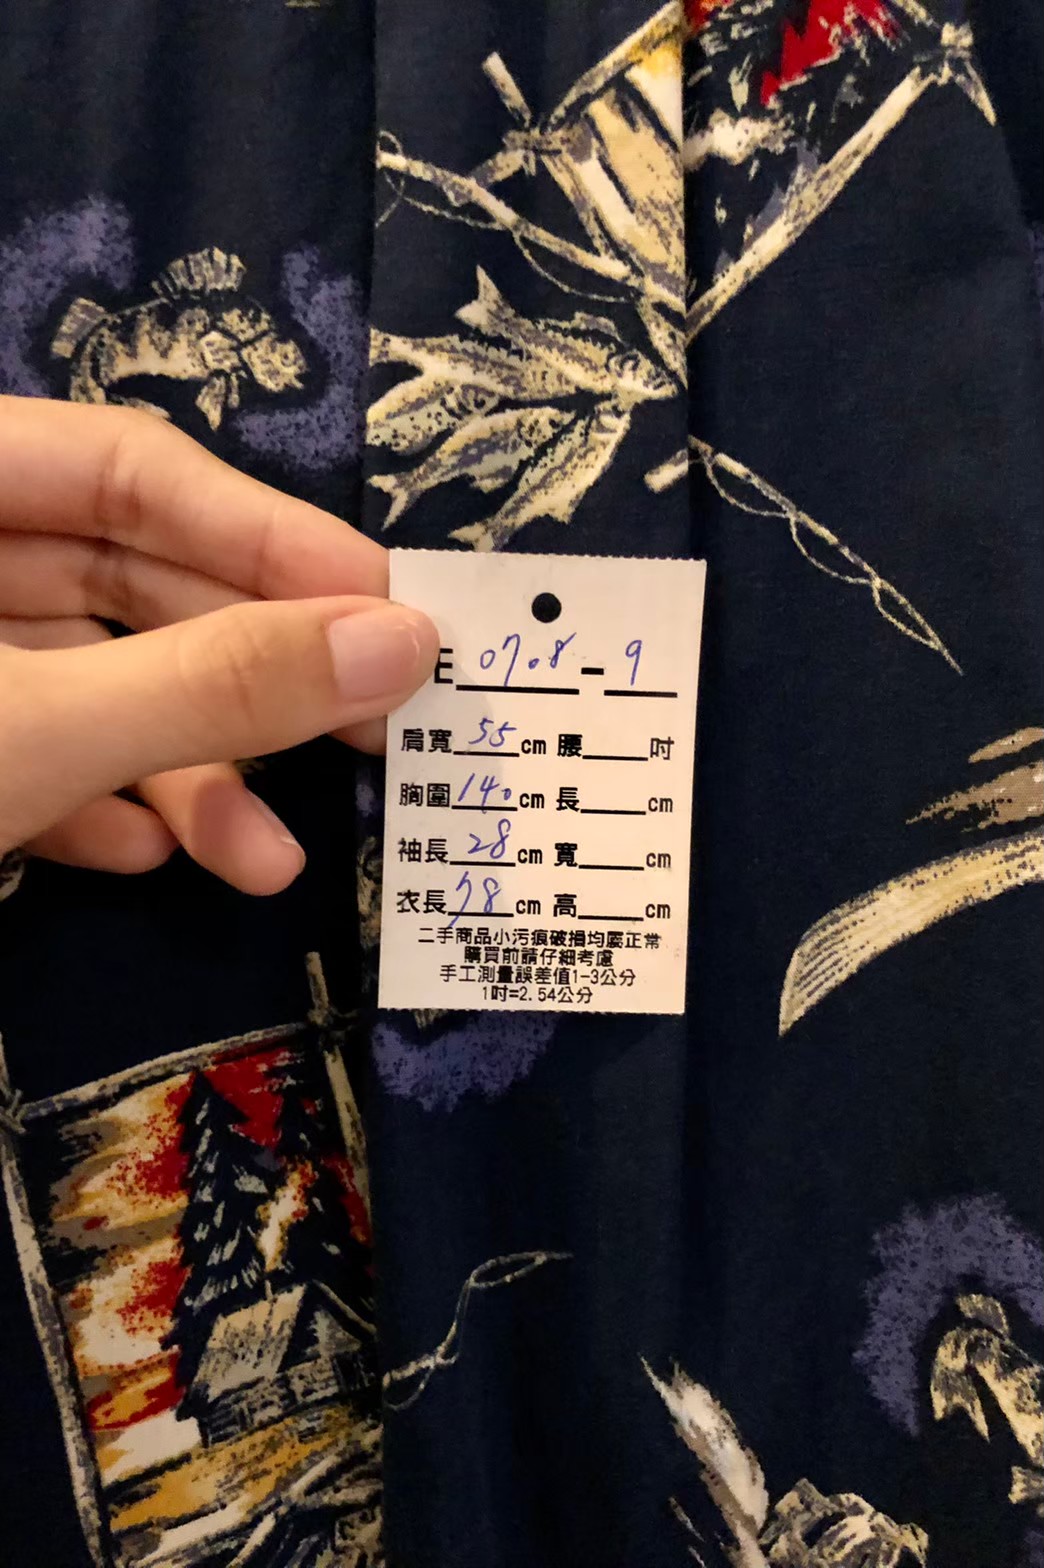 E 07.8 - 9
肩寬 55 cm 腰 吋
胸圍 140 cm 長 cm
袖長 28 cm 寬 cm
衣長 78 cm 高 cm
二手商品小污痕破損均屬正常
購買前請仔細考慮
手工測量誤差值1-3公分
1吋=2.54公分